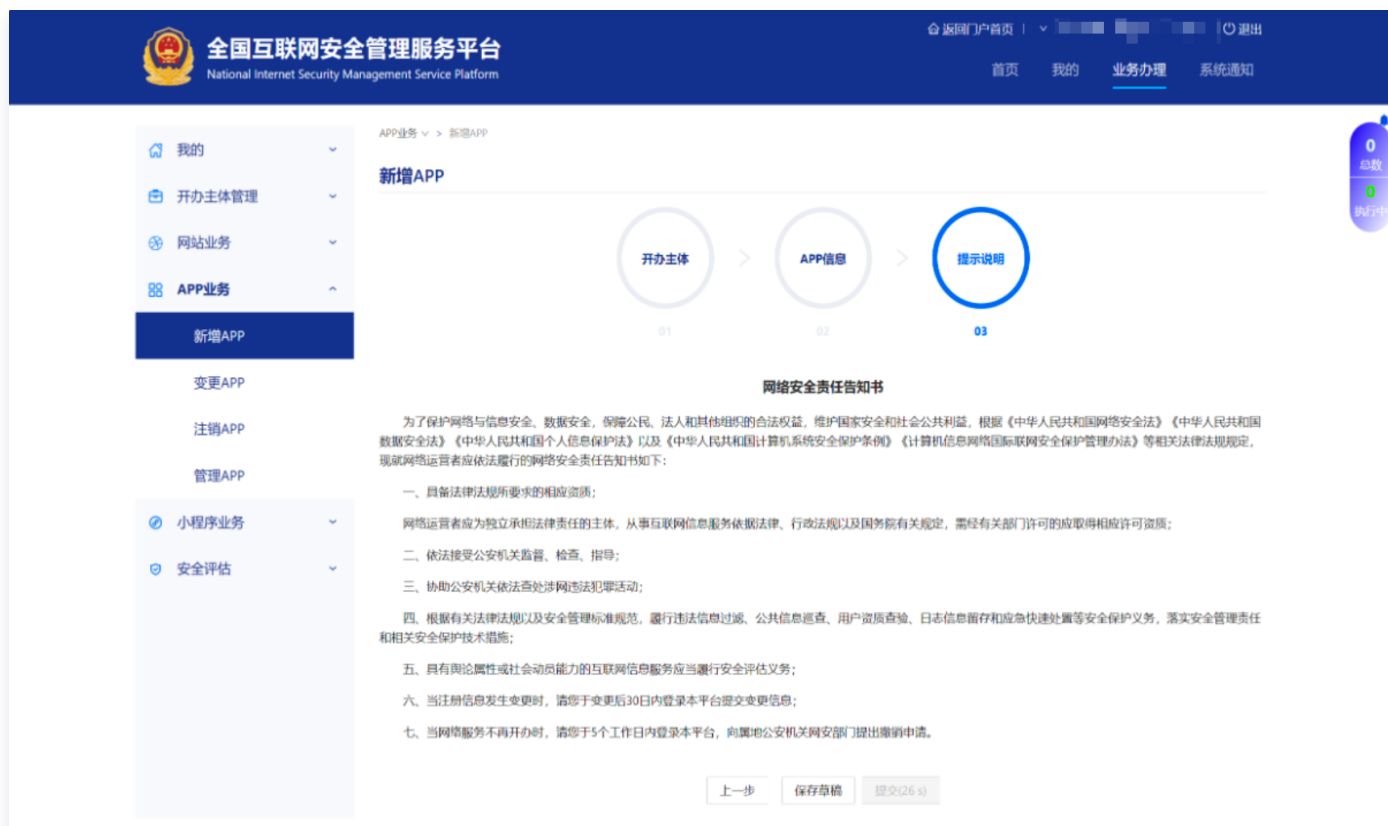 返回门户首页 | 退出
全国互联网安全管理服务平台
National Internet Security Management Service Platform
首页 我的 业务办理 系统通知
我的
开办主体管理
网站业务
APP业务
新增APP
变更APP
注销APP
管理APP
小程序业务
安全评估
APP业务 > 新增APP
新增APP
开办主体 > APP信息 > 提示说明
01 02 03
网络安全责任告知书
为了保护网络与信息安全、数据安全，保障公民、法人和其他组织的合法权益，维护国家安全和社会公共利益，根据《中华人民共和国网络安全法》《中华人民共和国
数据安全法》《中华人民共和国个人信息保护法》以及《中华人民共和国计算机系统安全保护条例》《计算机信息网络国际联网安全保护管理办法》等相关法律法规规定，
现就网络运营者应依法履行的网络安全责任告知书如下：
一、具备法律法规所要求的相应资质；
网络运营者应为独立承担法律责任的主体，从事互联网信息服务依据法律、行政法规以及国务院有关规定，需经有关部门许可的应取得相应许可资质；
二、依法接受公安机关监督、检查、指导；
三、协助公安机关依法查处涉网违法犯罪活动；
四、根据有关法律法规以及安全管理标准规范，履行违法信息过滤、公共信息巡查、用户资质查验、日志信息留存和应急快速处置等安全保护义务，落实安全管理责任
和相关安全保护技术措施；
五、具有舆论属性或社会动员能力的互联网信息服务应当履行安全评估义务；
六、当注册信息发生变更时，请您于变更后30日内登录本平台提交变更信息；
七、当网络服务不再开办时，请您于5个工作日内登录本平台，向属地公安机关网安部门提出撤销申请。
上一步 保存草稿 提交(26 s)
0
总数
0
执行中